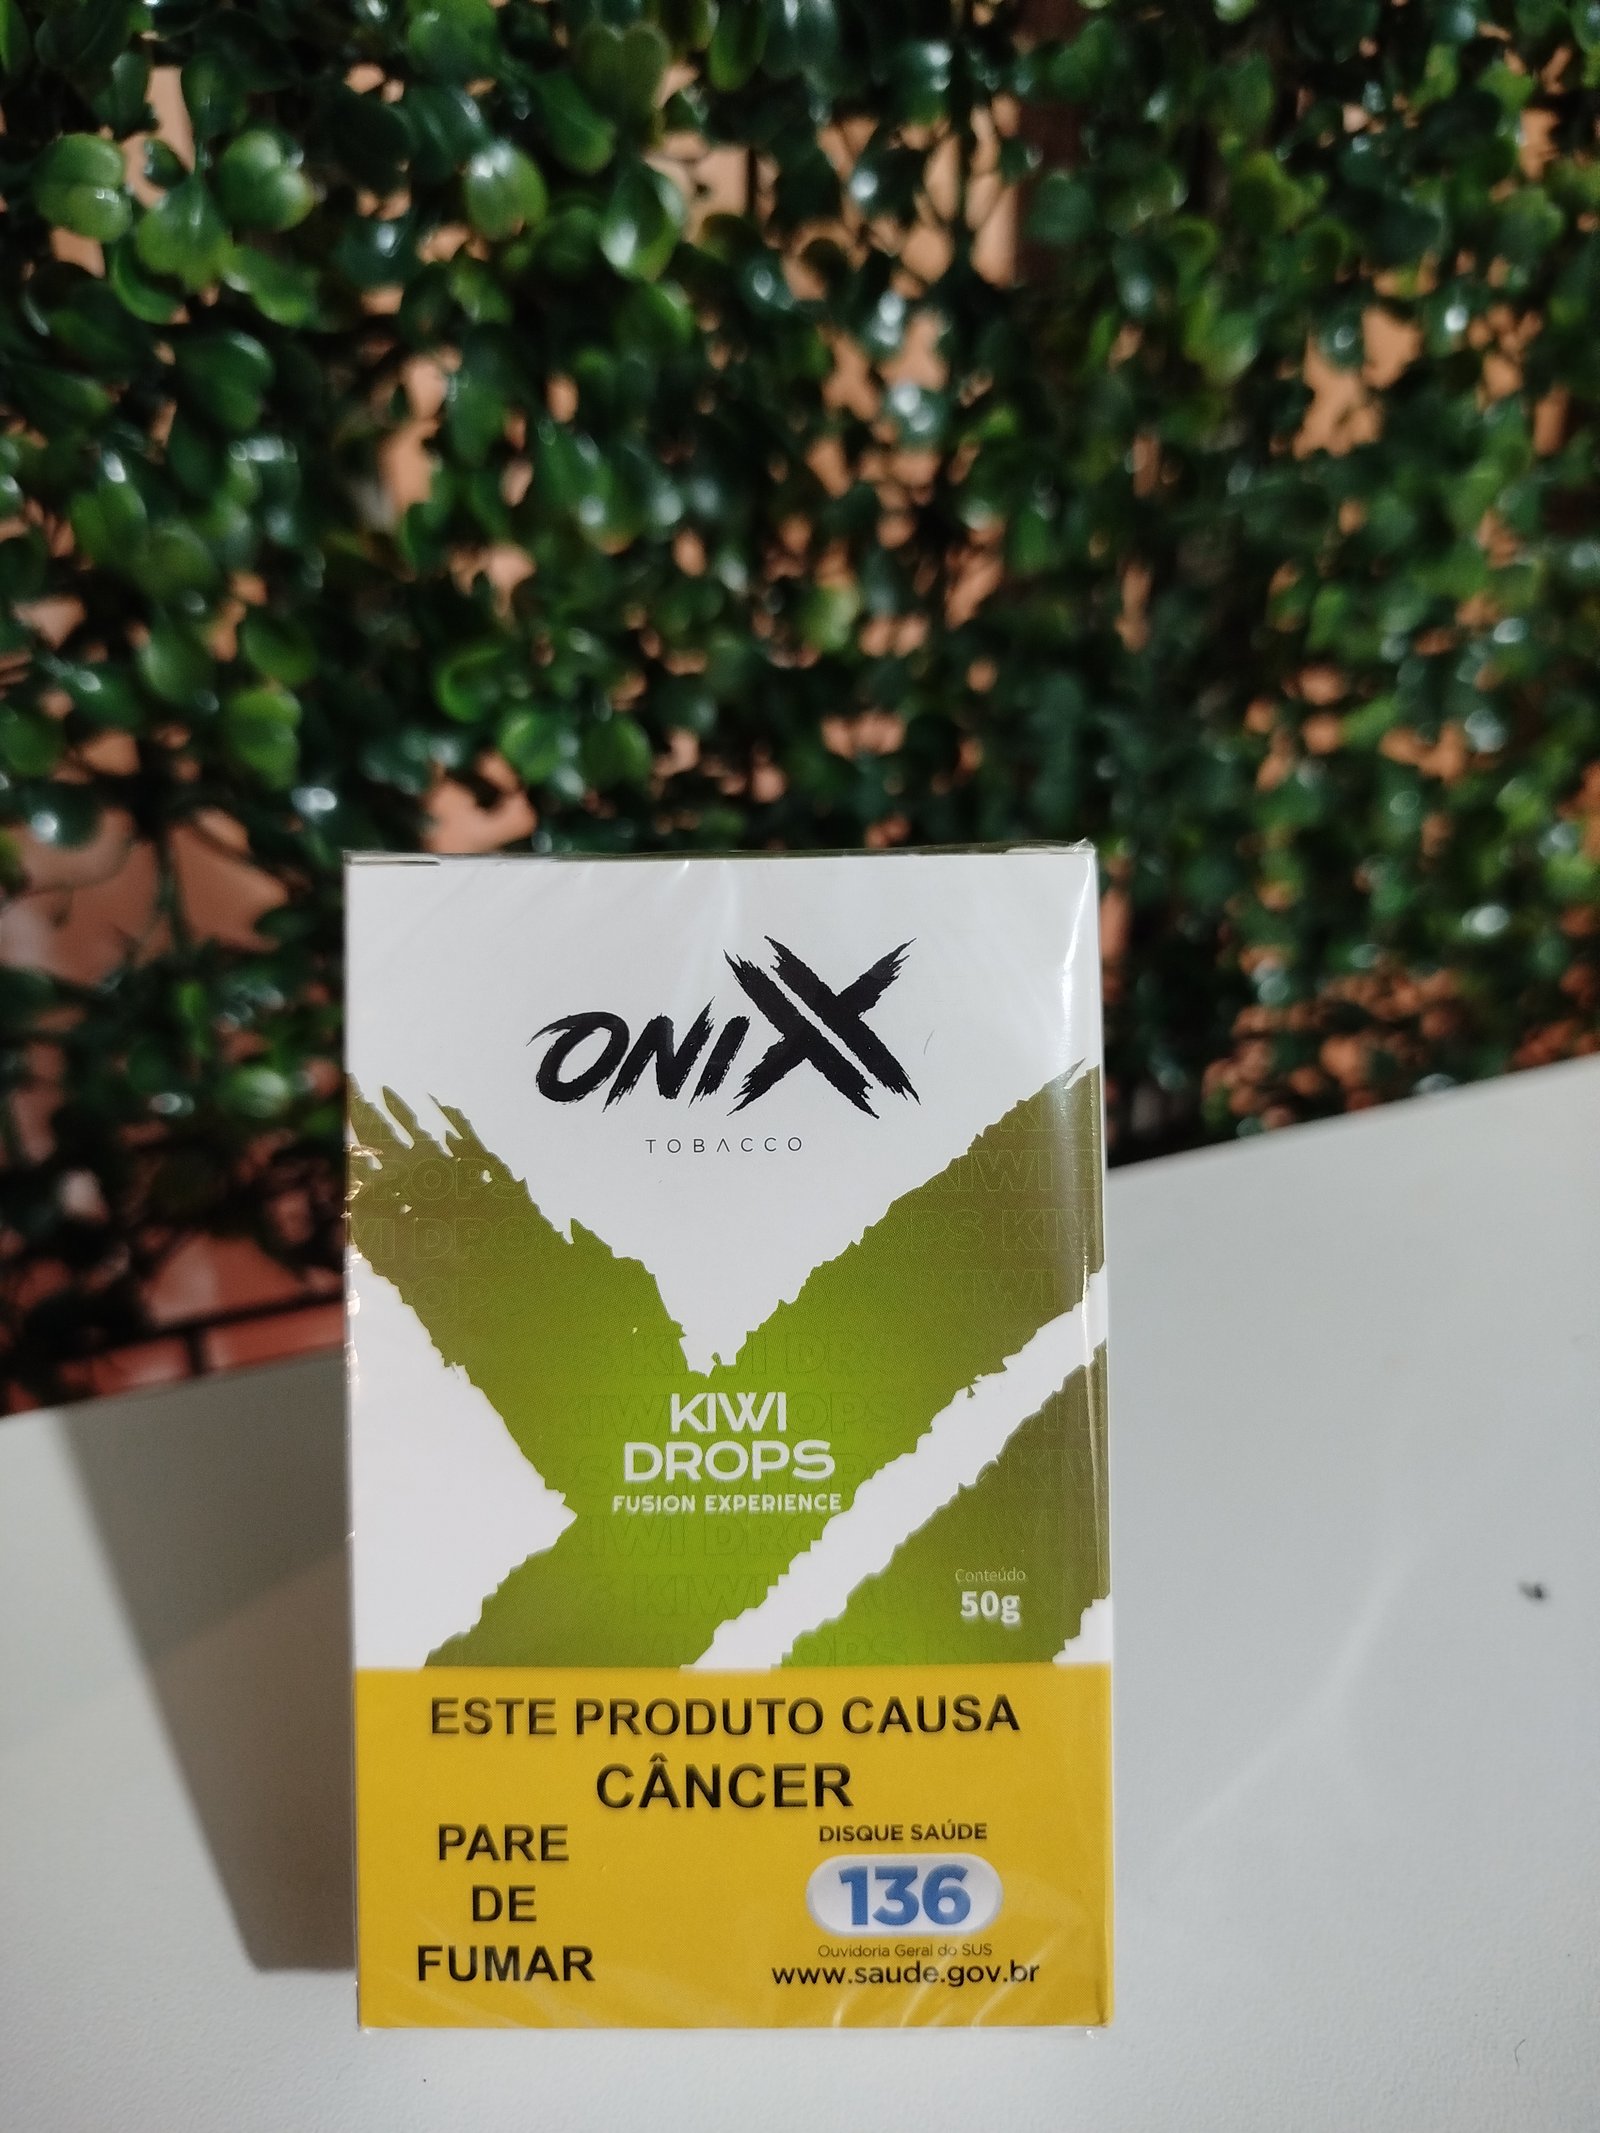 ONIXX
TOBACCO
KIWI
DROPS
FUSION EXPERIENCE
Conteúdo
50g
ESTE PRODUTO CAUSA
CÂNCER
PARE
DE
FUMAR
DISQUE SAÚDE
136
Ouvidoria Geral do SUS
www.saude.gov.br